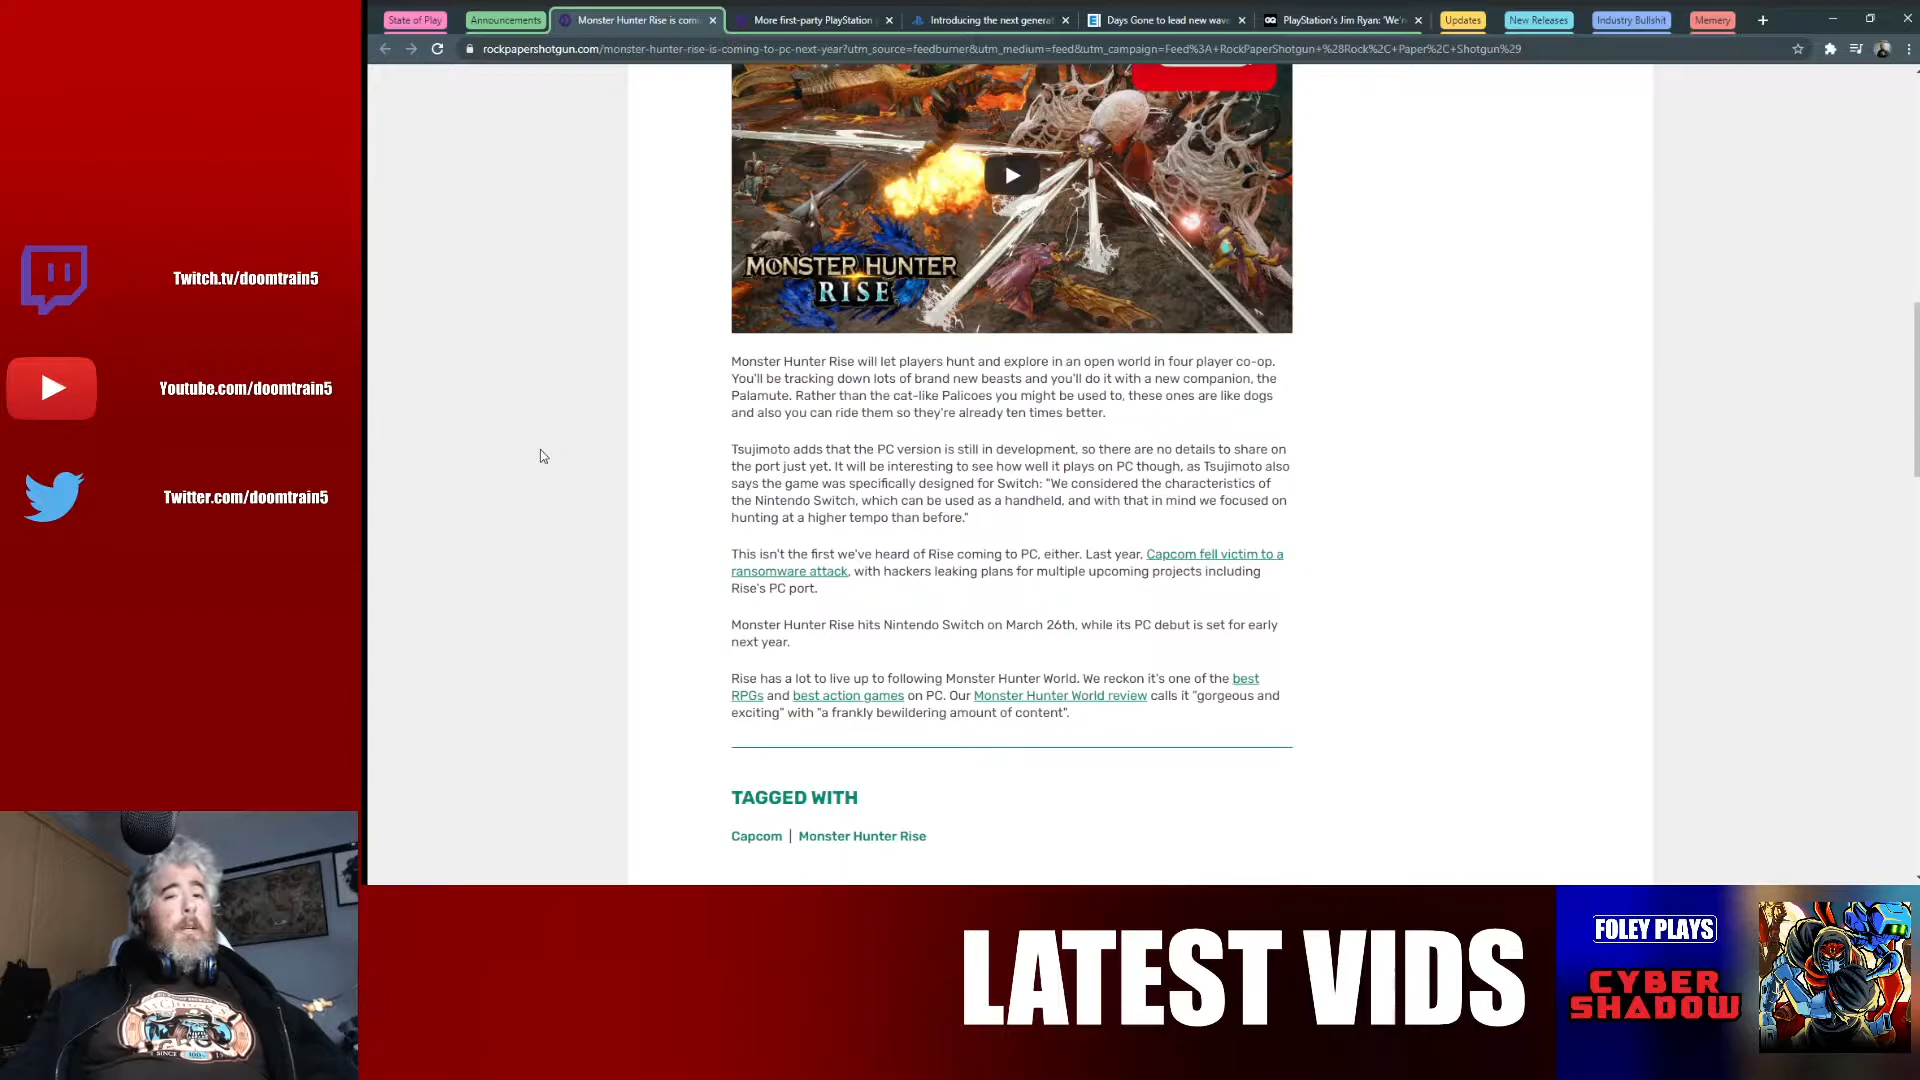 State of Play
Announcements
Monster Hunter Rise is comi
More first-party PlayStation
Introducing the next generat
Days Gone to lead new wave
PlayStation's Jim Ryan: 'We're
Updates
New Releases
Industry Bullshit
Memery
rockpapershotgun.com/monster-hunter-rise-is-coming-to-pc-next-year?utm_source=feedburner&utm_medium=feed&utm_campaign=Feed%3A+RockPaperShotgun+%28Rock%2C+Paper%2C+Shotgun%29
MONSTER HUNTER
RISE
Monster Hunter Rise will let players hunt and explore in an open world in four player co-op.
You'll be tracking down lots of brand new beasts and you'll do it with a new companion, the
Palamute. Rather than the cat-like Palicoes you might be used to, these ones are like dogs
and also you can ride them so they're already ten times better.
Tsujimoto adds that the PC version is still in development, so there are no details to share on
the port just yet. It will be interesting to see how well it plays on PC though, as Tsujimoto also
says the game was specifically designed for Switch: "We considered the characteristics of
the Nintendo Switch, which can be used as a handheld, and with that in mind we focused on
hunting at a higher tempo than before."
This isn't the first we've heard of Rise coming to PC, either. Last year, Capcom fell victim to a
ransomware attack, with hackers leaking plans for multiple upcoming projects including
Rise's PC port.
Monster Hunter Rise hits Nintendo Switch on March 26th, while its PC debut is set for early
next year.
Rise has a lot to live up to following Monster Hunter World. We reckon it's one of the best
RPGs and best action games on PC. Our Monster Hunter World review calls it "gorgeous and
exciting" with "a frankly bewildering amount of content".
TAGGED WITH
Capcom | Monster Hunter Rise
Twitch.tv/doomtrain5
Youtube.com/doomtrain5
Twitter.com/doomtrain5
SINCE
LATEST VIDS
FOLEY PLAYS
CYBER
SHADOW